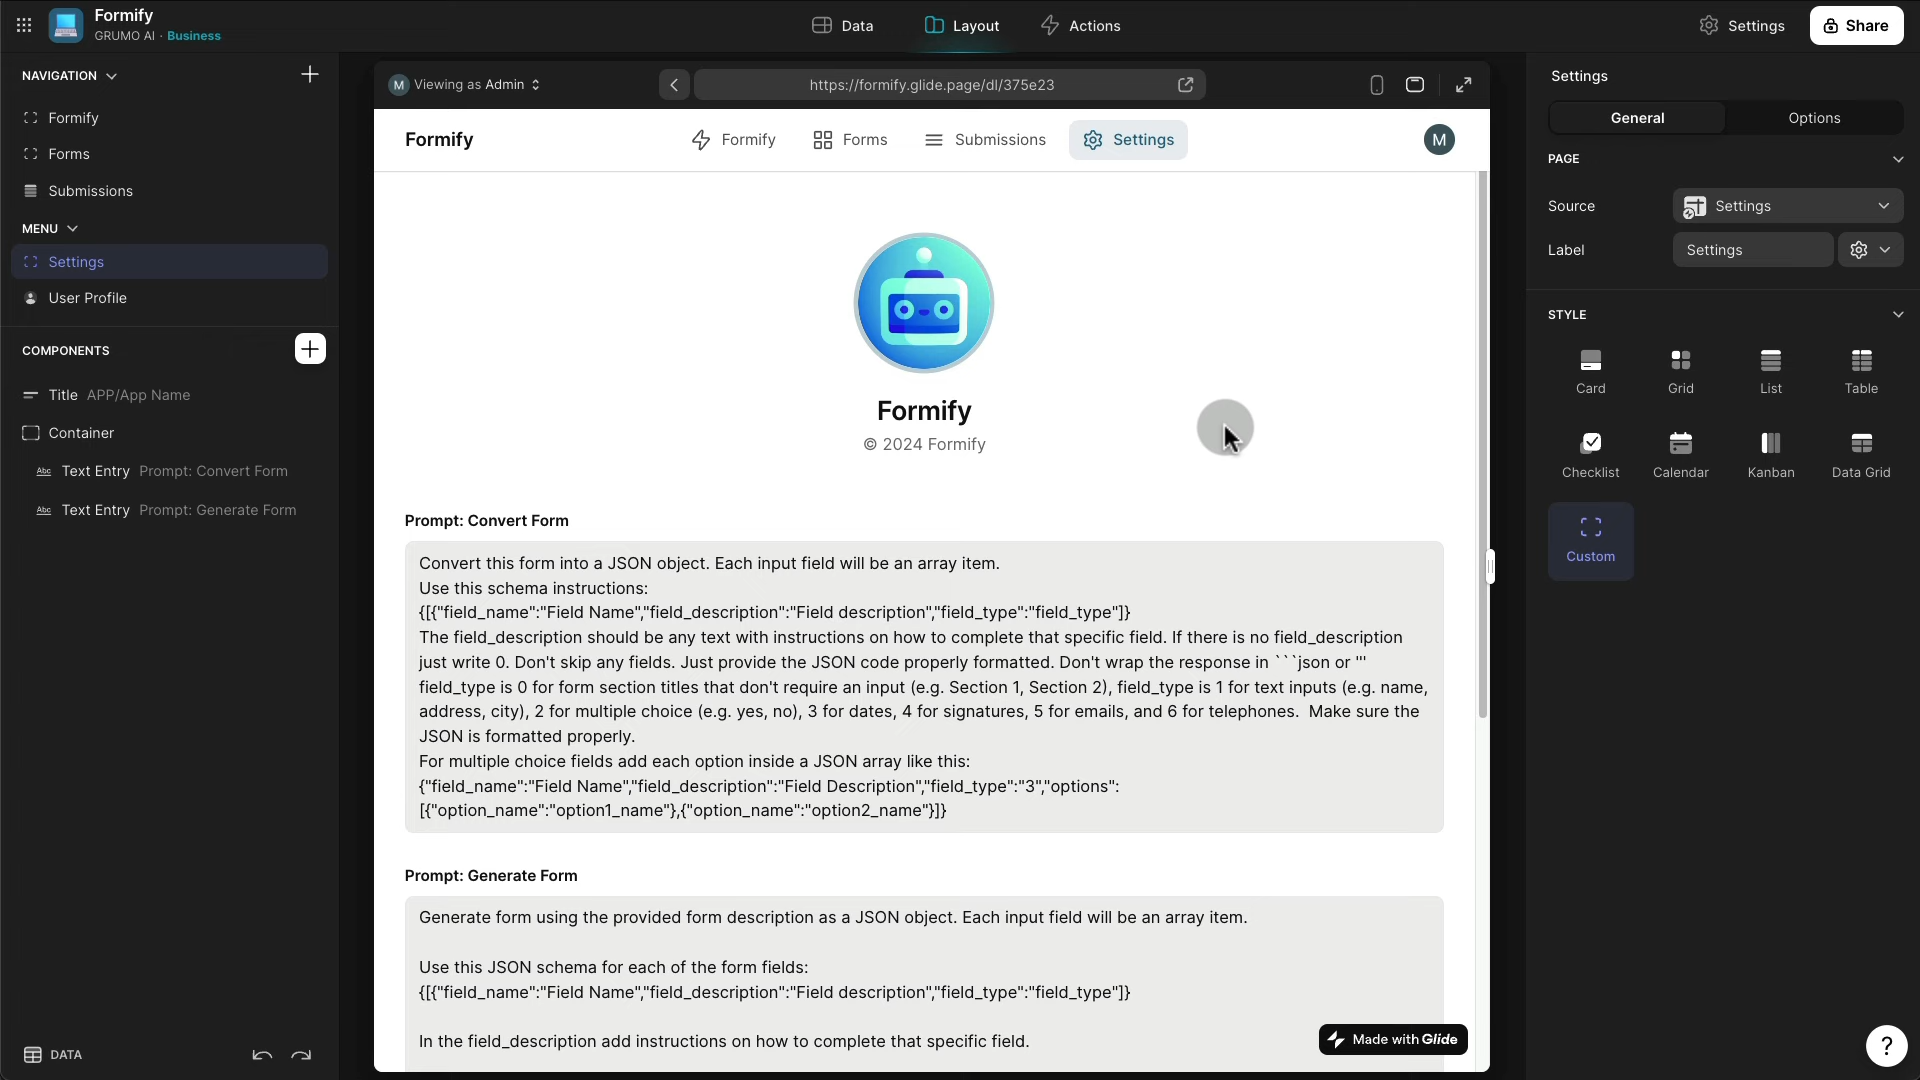 Formify
GRUMO AI · Business
Data
Layout
Actions
Settings
Share
NAVIGATION
Formify
Forms
Submissions
MENU
Settings
User Profile
COMPONENTS
Title APP/App Name
Container
Abc Text Entry Prompt: Convert Form
Abc Text Entry Prompt: Generate Form
DATA
M Viewing as Admin
https://formify.glide.page/dl/375e23
Formify
Formify
Forms
Submissions
Settings
M
Formify
© 2024 Formify
Prompt: Convert Form
Convert this form into a JSON object. Each input field will be an array item.
Use this schema instructions:
{[{"field_name":"Field Name","field_description":"Field description","field_type":"field_type"]}
The field_description should be any text with instructions on how to complete that specific field. If there is no field_description
just write 0. Don't skip any fields. Just provide the JSON code properly formatted. Don't wrap the response in ```json or '''
field_type is 0 for form section titles that don't require an input (e.g. Section 1, Section 2), field_type is 1 for text inputs (e.g. name,
address, city), 2 for multiple choice (e.g. yes, no), 3 for dates, 4 for signatures, 5 for emails, and 6 for telephones.  Make sure the
JSON is formatted properly.
For multiple choice fields add each option inside a JSON array like this:
{"field_name":"Field Name","field_description":"Field Description","field_type":"3","options":
[{"option_name":"option1_name"},{"option_name":"option2_name"}]}
Prompt: Generate Form
Generate form using the provided form description as a JSON object. Each input field will be an array item.
Use this JSON schema for each of the form fields:
{[{"field_name":"Field Name","field_description":"Field description","field_type":"field_type"]}
In the field_description add instructions on how to complete that specific field.
Made with Glide
Settings
General
Options
PAGE
Source
Settings
Label
Settings
STYLE
Card
Grid
List
Table
Checklist
Calendar
Kanban
Data Grid
Custom
?